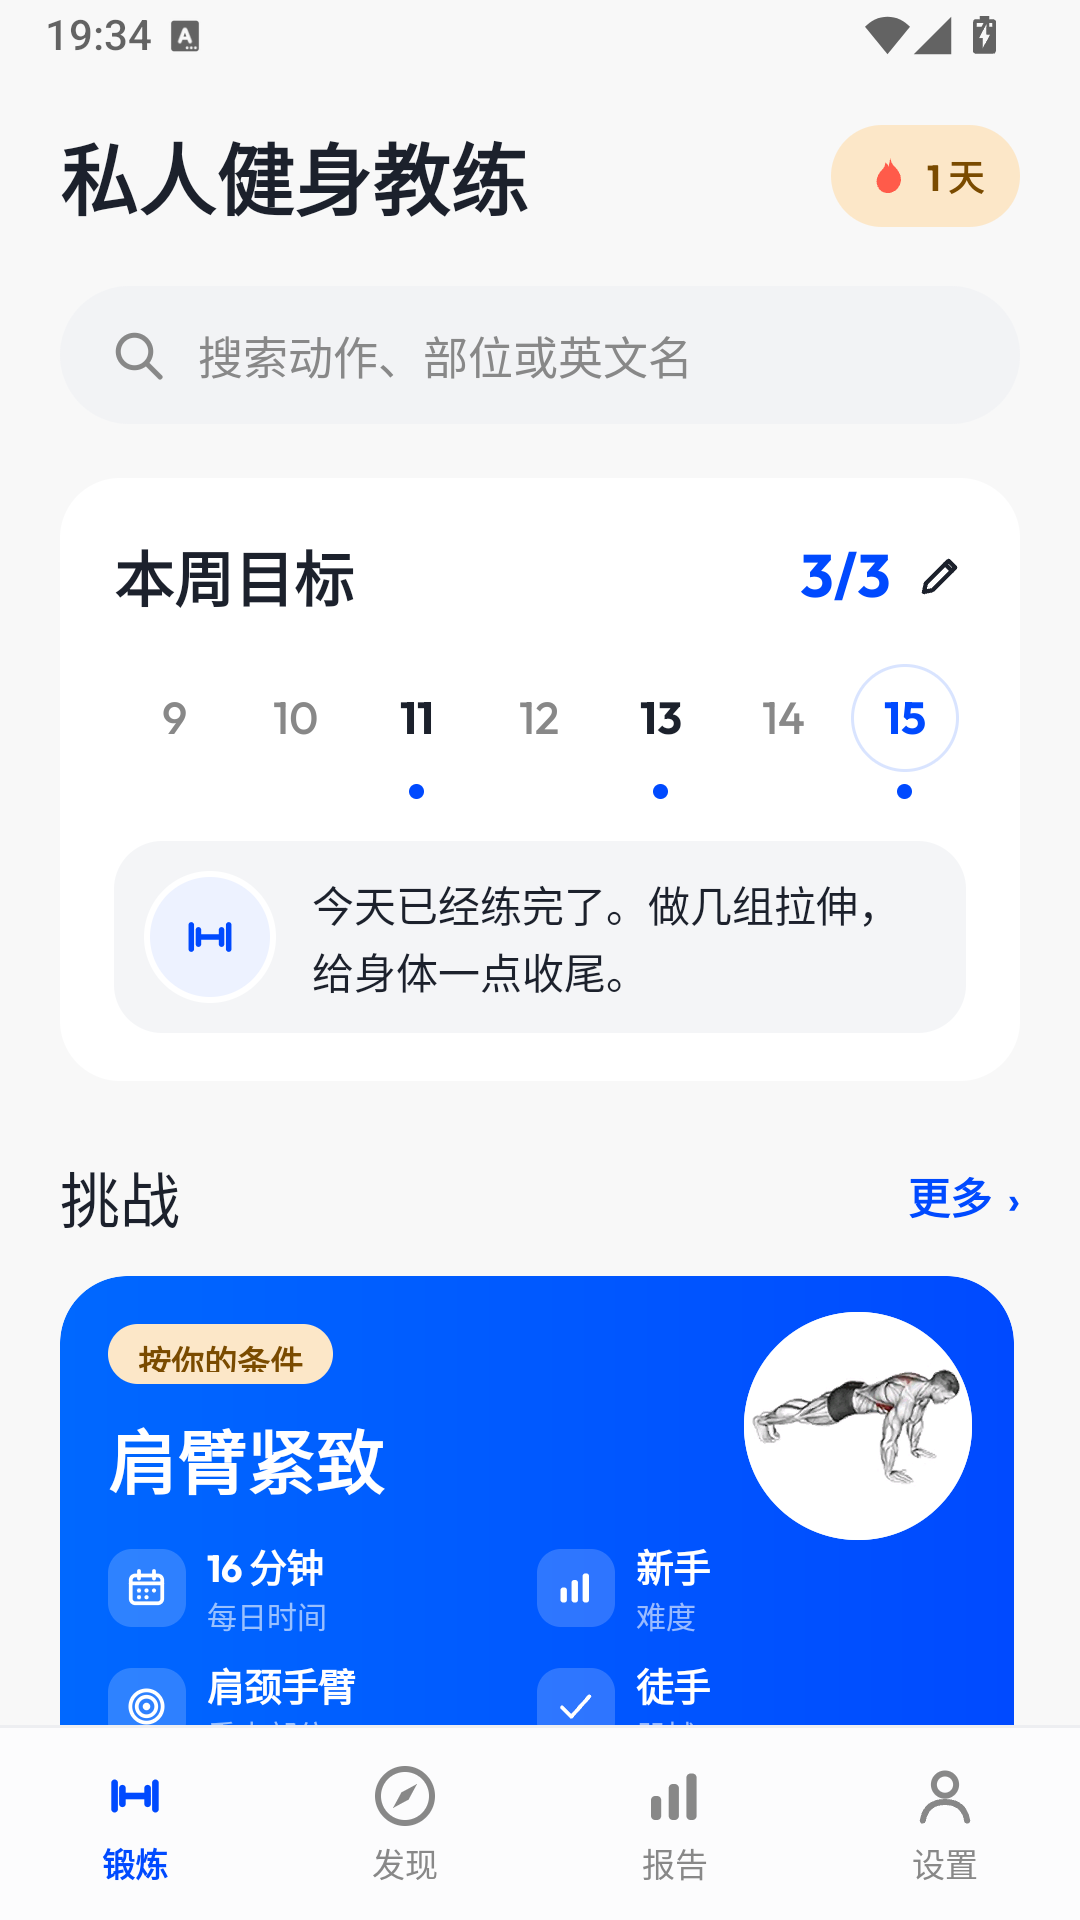 19:34
私人健身教练
1 天
搜索动作、部位或英文名
本周目标
3/3
9 10 11 12 13 14 15
今天已经练完了。做几组拉伸，
给身体一点收尾。
挑战
更多 ›
按你的条件
肩臂紧致
16 分钟
每日时间
新手
难度
肩颈手臂
徒手
锻炼
发现
报告
设置